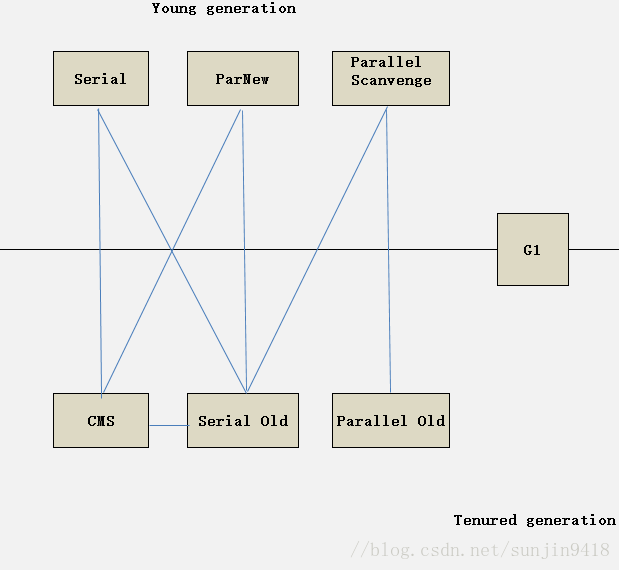 Young generation
Serial
ParNew
Parallel
Scanvenge
G1
CMS
Serial Old
Parallel Old
Tenured generation
//blog.csdn.net/sunjin9418